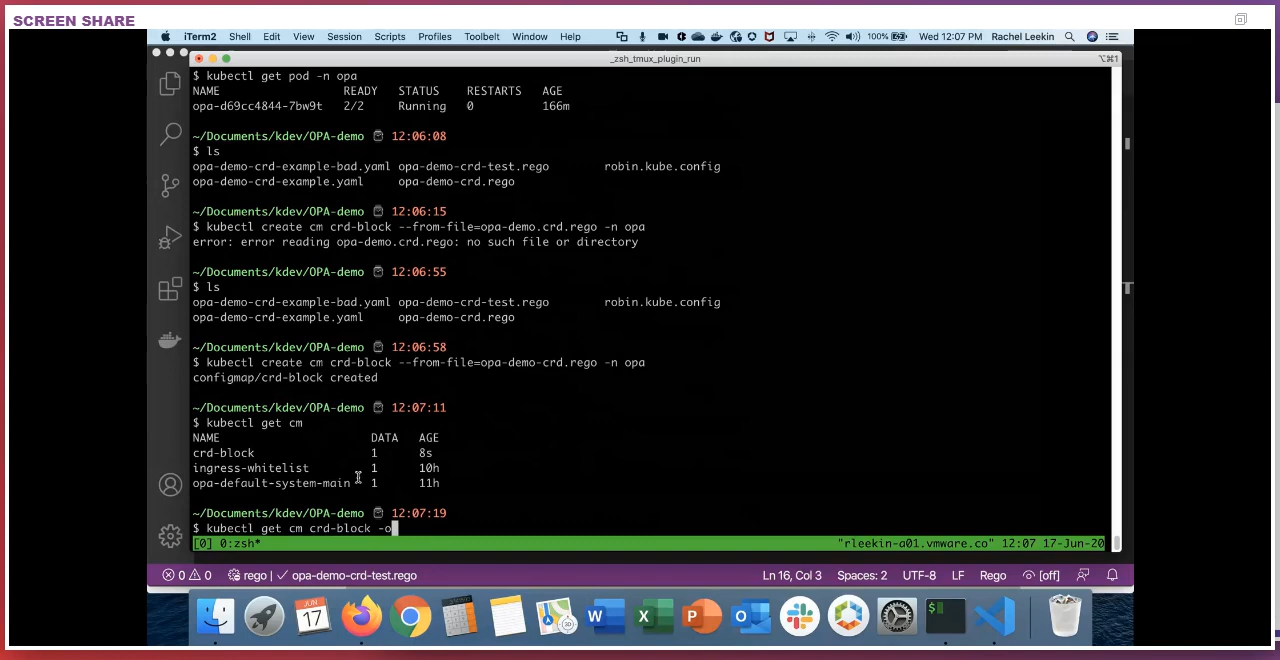 SCREEN SHARE
iTerm2 Shell Edit View Session Scripts Profiles Toolbelt Window Help 100% Wed 12:07 PM Rachel Leekin
_zsh_tmux_plugin_run
⌥⌘1
$ kubectl get pod -n opa
NAME READY STATUS RESTARTS AGE
opa-d69cc4844-7bw9t 2/2 Running 0 166m
~/Documents/kdev/OPA-demo 12:06:08
$ ls
opa-demo-crd-example-bad.yaml opa-demo-crd-test.rego robin.kube.config
opa-demo-crd-example.yaml opa-demo-crd.rego
~/Documents/kdev/OPA-demo 12:06:15
$ kubectl create cm crd-block --from-file=opa-demo.crd.rego -n opa
error: error reading opa-demo.crd.rego: no such file or directory
~/Documents/kdev/OPA-demo 12:06:55
$ ls
opa-demo-crd-example-bad.yaml opa-demo-crd-test.rego robin.kube.config
opa-demo-crd-example.yaml opa-demo-crd.rego
~/Documents/kdev/OPA-demo 12:06:58
$ kubectl create cm crd-block --from-file=opa-demo-crd.rego -n opa
configmap/crd-block created
~/Documents/kdev/OPA-demo 12:07:11
$ kubectl get cm
NAME DATA AGE
crd-block 1 8s
ingress-whitelist 1 10h
opa-default-system-main 1 11h
~/Documents/kdev/OPA-demo 12:07:19
$ kubectl get cm crd-block -o
[0] 0:zsh* "rleekin-a01.vmware.co" 12:07 17-Jun-20
0 0 rego | ✓ opa-demo-crd-test.rego Ln 16, Col 3 Spaces: 2 UTF-8 LF Rego [off]
JUN
17
W X P O $